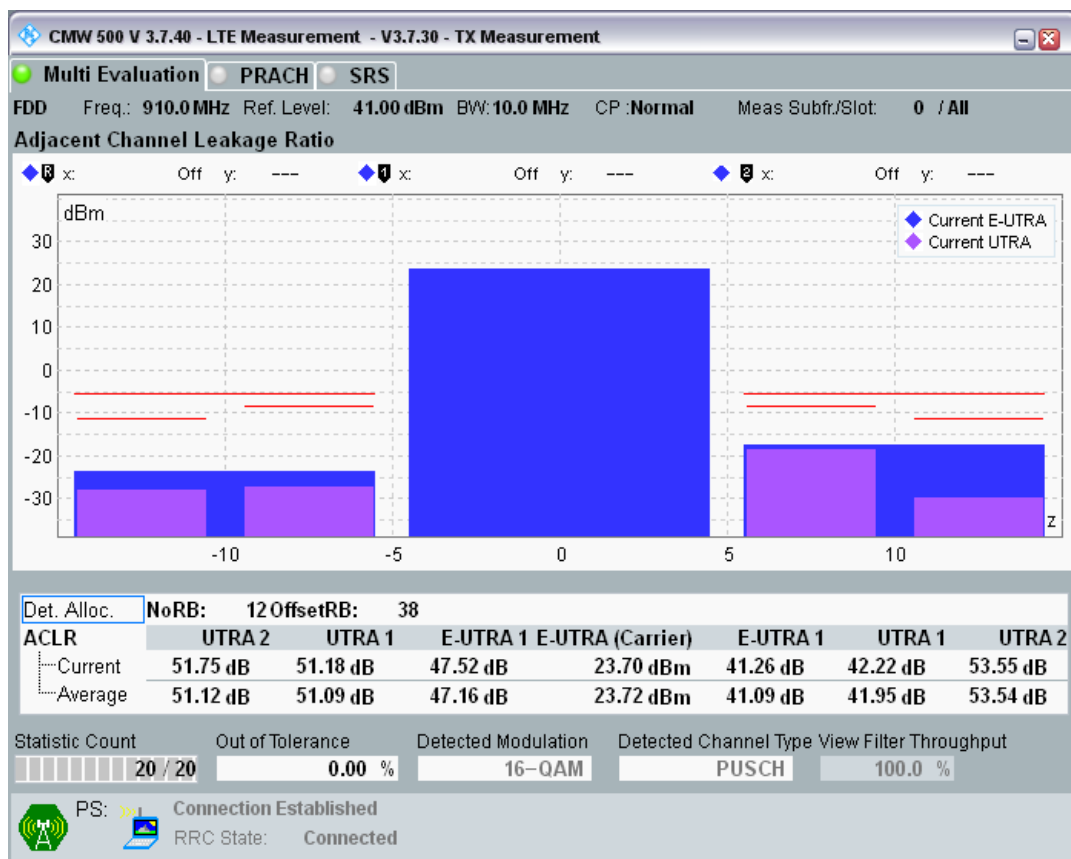 CMW 500 V 3.7.40 - LTE Measurement - V3.7.30 - TX Measurement
Multi Evaluation PRACH SRS
FDD Freq.: 910.0 MHz Ref. Level: 41.00 dBm BW: 10.0 MHz CP :Normal Meas Subfr./Slot: 0 / All
Adjacent Channel Leakage Ratio
R x: Off y: --- 1 x: Off y: --- 2 x: Off y: ---
dBm
Current E-UTRA
Current UTRA
30
20
10
0
-10
-20
-30
z
-10 -5 0 5 10
Det. Alloc. NoRB: 12 OffsetRB: 38
ACLR UTRA 2 UTRA 1 E-UTRA 1 E-UTRA (Carrier) E-UTRA 1 UTRA 1 UTRA 2
Current 51.75 dB 51.18 dB 47.52 dB 23.70 dBm 41.26 dB 42.22 dB 53.55 dB
Average 51.12 dB 51.09 dB 47.16 dB 23.72 dBm 41.09 dB 41.95 dB 53.54 dB
Statistic Count Out of Tolerance Detected Modulation Detected Channel Type View Filter Throughput
20 / 20 0.00 % 16-QAM PUSCH 100.0 %
PS: Connection Established
RRC State: Connected